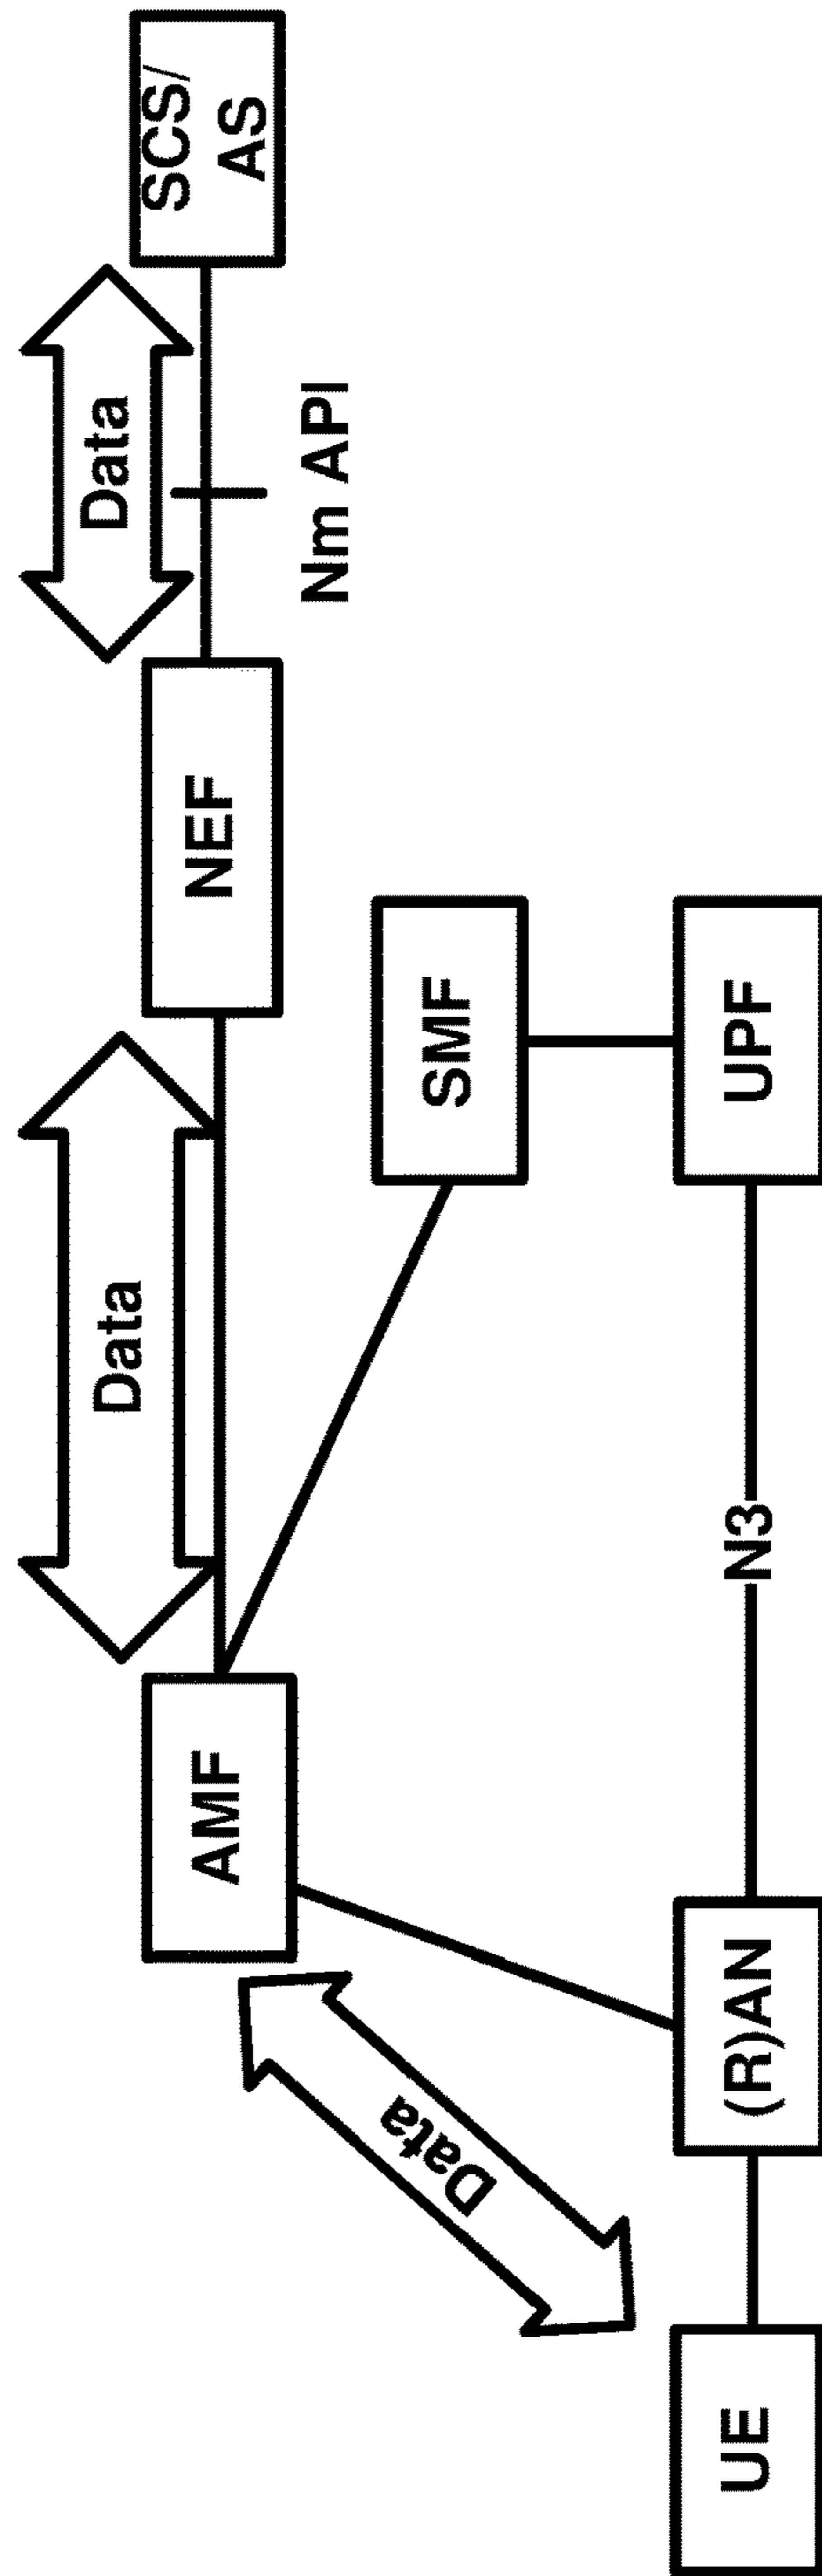 Data
Data
SCS/
AS
AMF
NEF
Nm API
Data
SMF
UE
(R)AN
N3
UPF